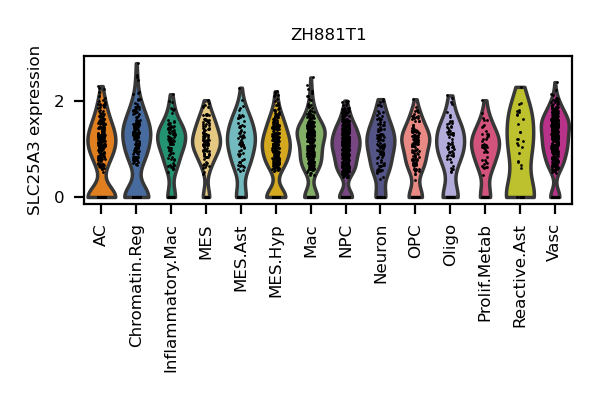 ZH881T1
SLC25A3 expression
2
0
AC
Chromatin.Reg
Inflammatory.Mac
MES
MES.Ast
MES.Hyp
Mac
NPC
Neuron
OPC
Oligo
Prolif.Metab
Reactive.Ast
Vasc